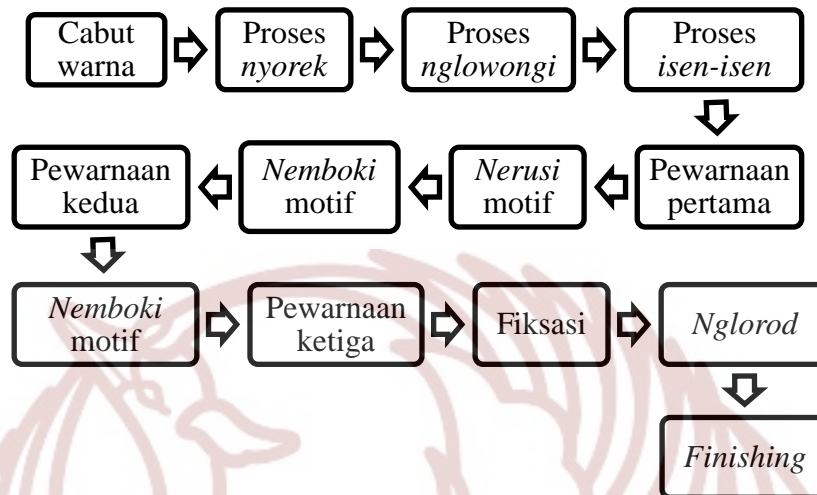 Cabut
warna
Proses
nyorek
Proses
nglowongi
Proses
isen-isen
Pewarnaan
pertama
Nerusi
motif
Nemboki
motif
Pewarnaan
kedua
Nemboki
motif
Pewarnaan
ketiga
Fiksasi
Nglorod
Finishing